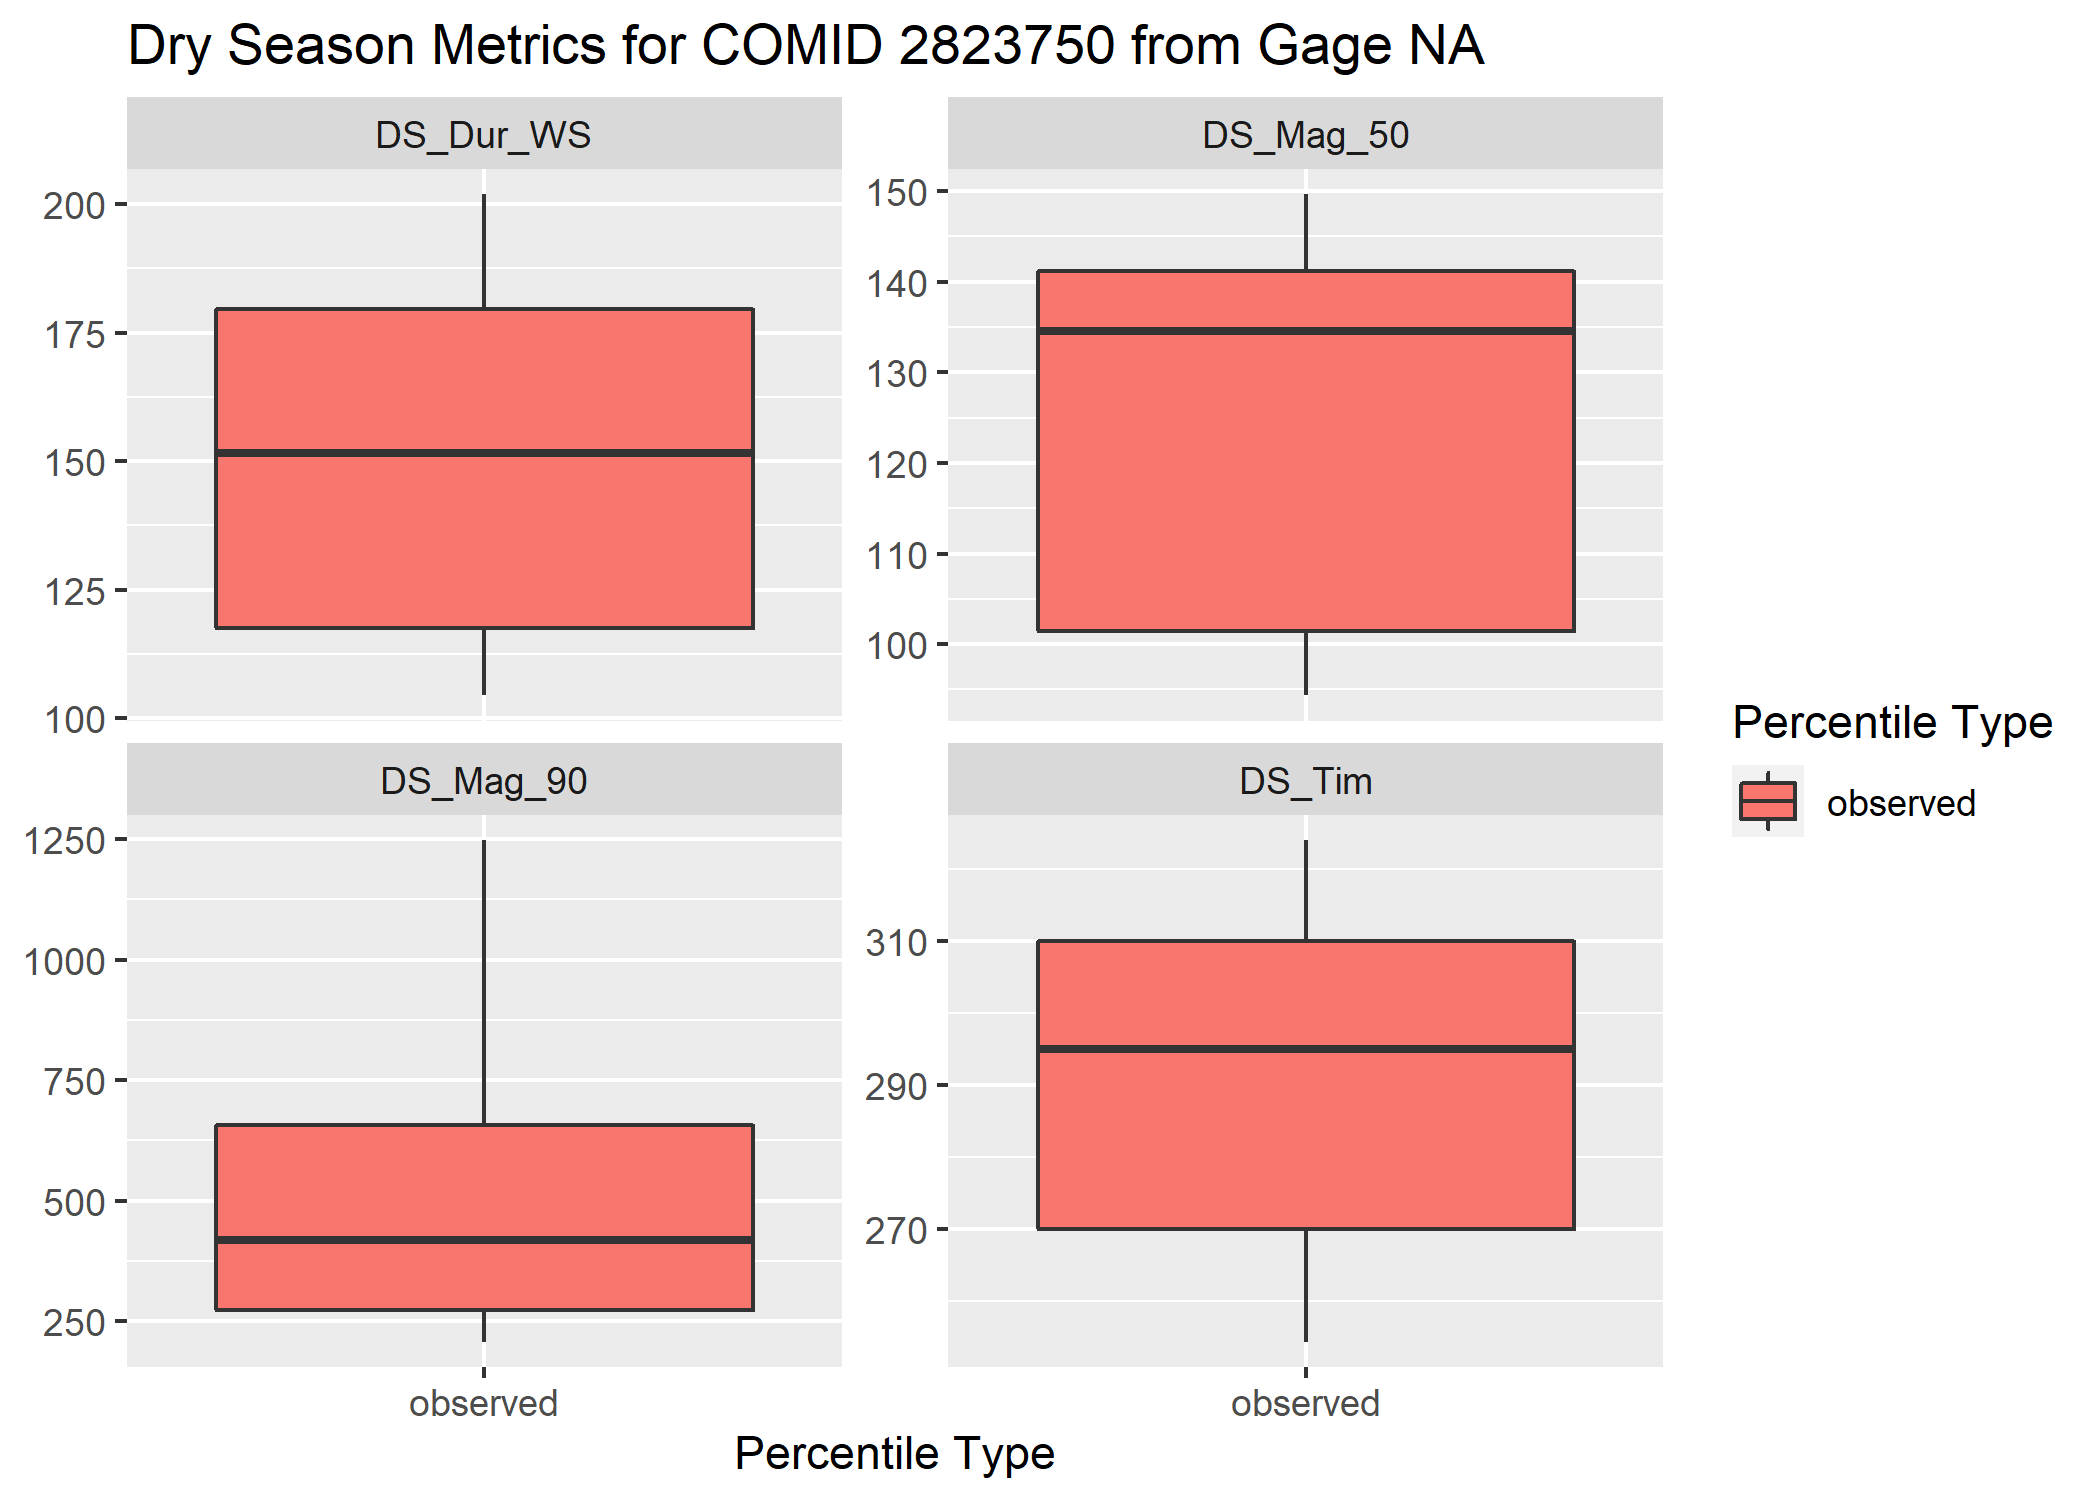 Dry Season Metrics for COMID 2823750 from Gage NA
DS_Dur_WS
200
175
150
125
100
DS_Mag_50
150
140
130
120
110
100
DS_Mag_90
1250
1000
750
500
250
observed
DS_Tim
310
290
270
observed
Percentile Type
Percentile Type
observed